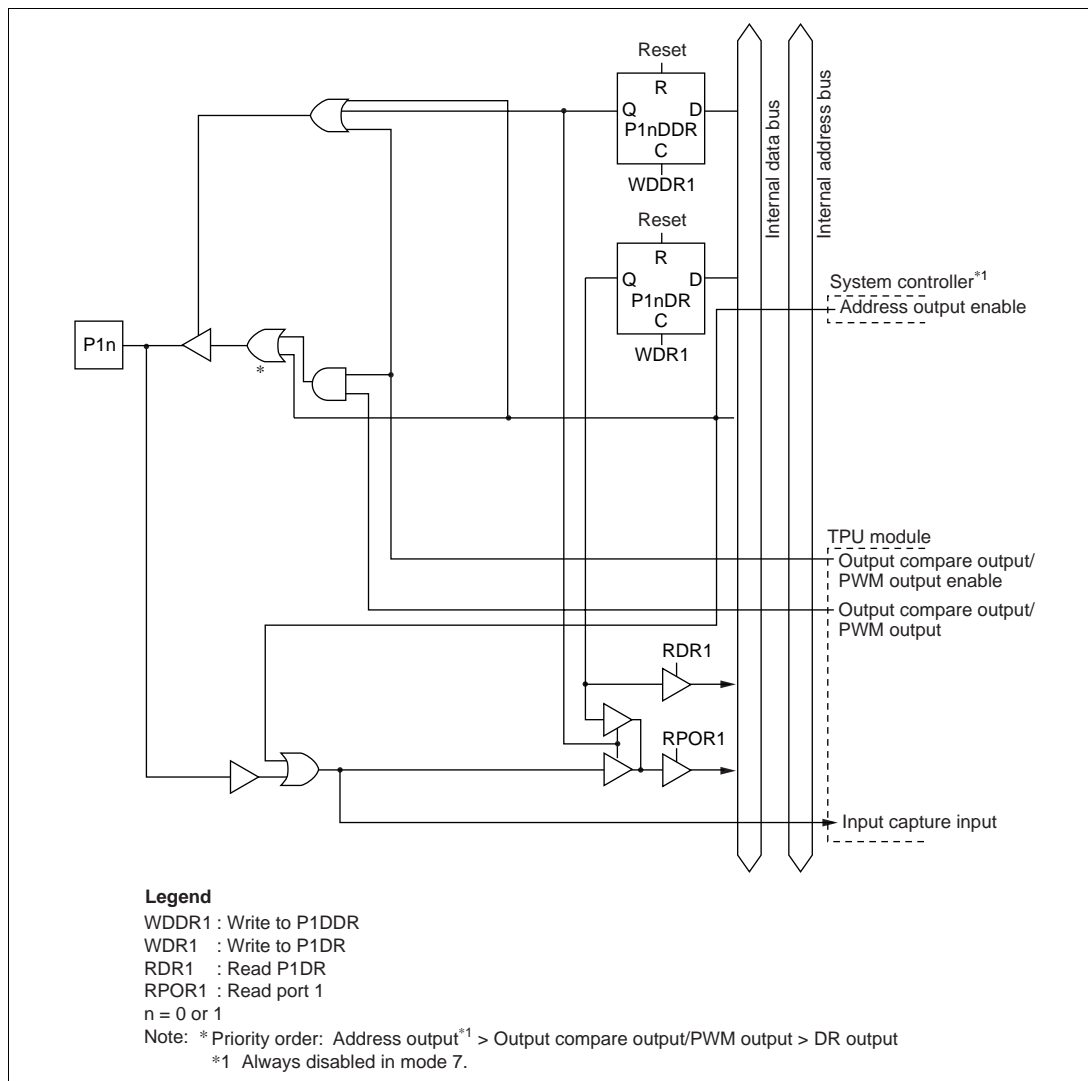 Reset
R
Q D
P1nDDR
C
WDDR1
Reset
R
Q D
P1nDR
C
WDR1
Internal data bus
Internal address bus
System controller*1
Address output enable
P1n
*
TPU module
Output compare output/
PWM output enable
Output compare output/
PWM output
RDR1
RPOR1
Input capture input
Legend
WDDR1 : Write to P1DDR
WDR1 : Write to P1DR
RDR1 : Read P1DR
RPOR1 : Read port 1
n = 0 or 1
Note: * Priority order: Address output*1 > Output compare output/PWM output > DR output
*1 Always disabled in mode 7.